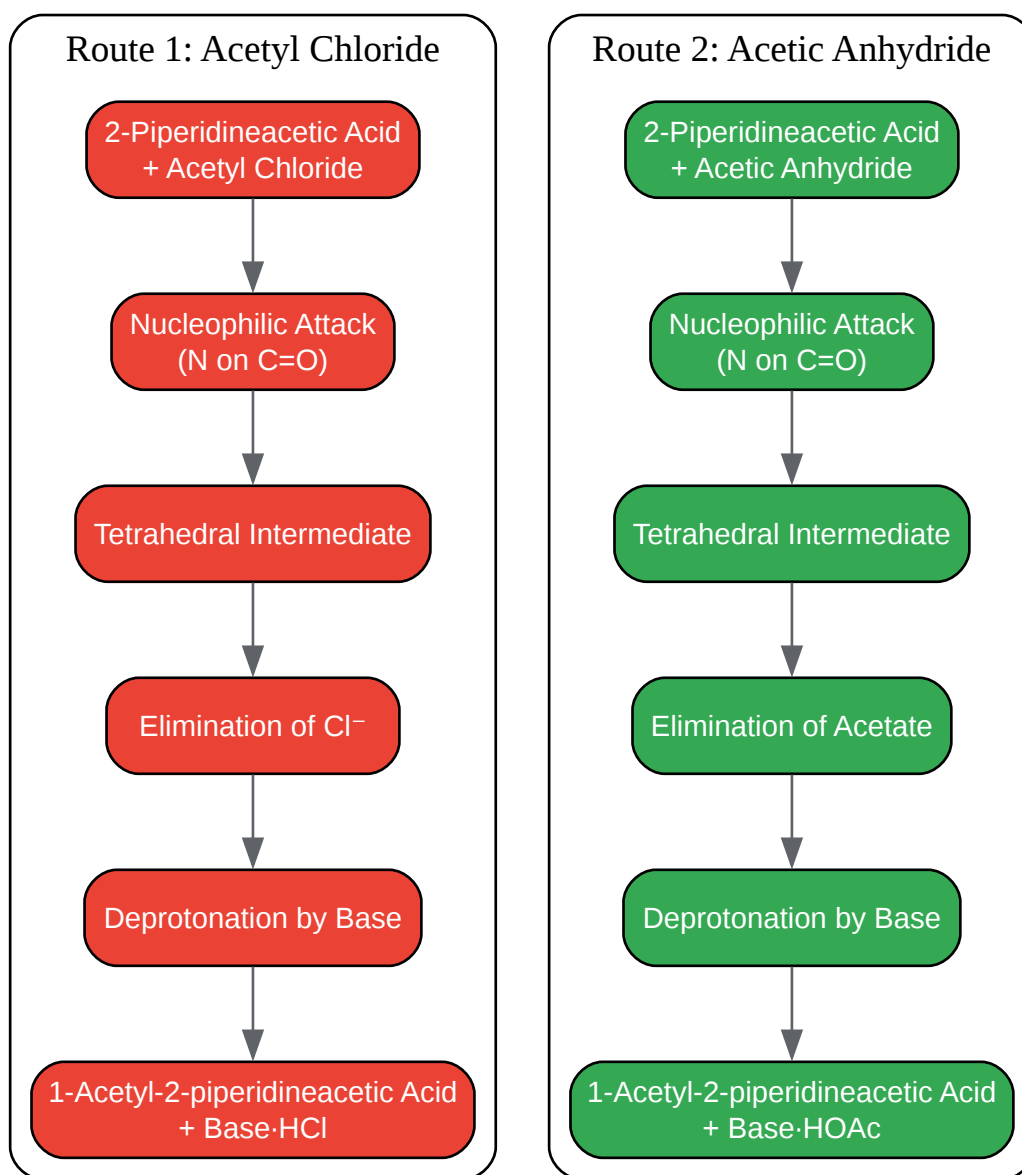 Route 1: Acetyl Chloride
2-Piperidineacetic Acid
+ Acetyl Chloride
Nucleophilic Attack
(N on C=O)
Tetrahedral Intermediate
Elimination of Cl⁻
Deprotonation by Base
1-Acetyl-2-piperidineacetic Acid
+ Base·HCl
Route 2: Acetic Anhydride
2-Piperidineacetic Acid
+ Acetic Anhydride
Nucleophilic Attack
(N on C=O)
Tetrahedral Intermediate
Elimination of Acetate
Deprotonation by Base
1-Acetyl-2-piperidineacetic Acid
+ Base·HOAc